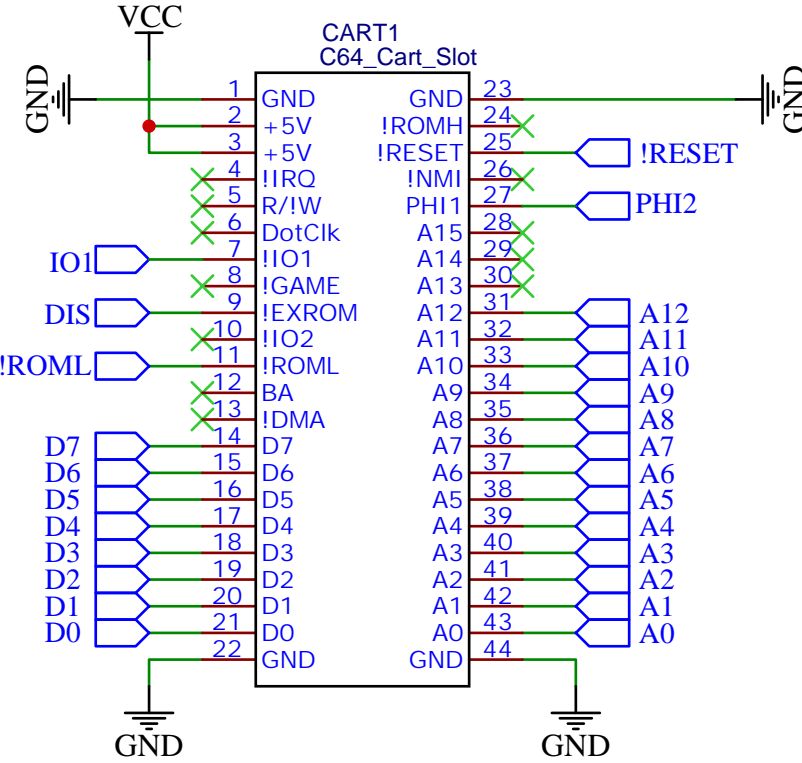 VCC
CART1
C64_Cart_Slot
GND 1 GND GND 23 GND
2 +5V !ROMH 24
3 +5V !RESET 25 !RESET
4 !IRQ !NMI 26
5 R/!W PHI1 27 PHI2
6 DotClk A15 28
IO1 7 !IO1 A14 29
8 !GAME A13 30
DIS 9 !EXROM A12 31 A12
10 !IO2 A11 32 A11
!ROML 11 !ROML A10 33 A10
12 BA A9 34 A9
13 !DMA A8 35 A8
D7 14 D7 A7 36 A7
D6 15 D6 A6 37 A6
D5 16 D5 A5 38 A5
D4 17 D4 A4 39 A4
D3 18 D3 A3 40 A3
D2 19 D2 A2 41 A2
D1 20 D1 A1 42 A1
D0 21 D0 A0 43 A0
22 GND GND 44
GND GND